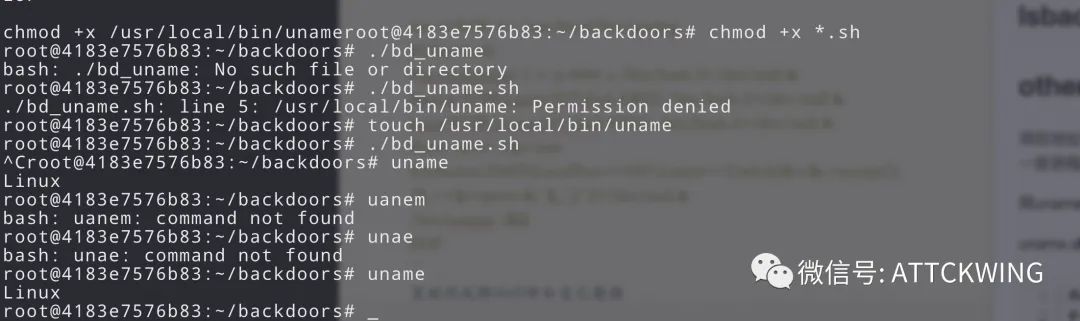 chmod +x /usr/local/bin/unameroot@4183e7576b83:~/backdoors# chmod +x *.sh
root@4183e7576b83:~/backdoors# ./bd_uname
bash: ./bd_uname: No such file or directory
root@4183e7576b83:~/backdoors# ./bd_uname.sh
./bd_uname.sh: line 5: /usr/local/bin/uname: Permission denied
root@4183e7576b83:~/backdoors# touch /usr/local/bin/uname
root@4183e7576b83:~/backdoors# ./bd_uname.sh
^Croot@4183e7576b83:~/backdoors# uname
Linux
root@4183e7576b83:~/backdoors# uanem
bash: uanem: command not found
root@4183e7576b83:~/backdoors# unae
bash: unae: command not found
root@4183e7576b83:~/backdoors# uname
Linux
root@4183e7576b83:~/backdoors# _
lsback
other
微信号: ATTCKWING